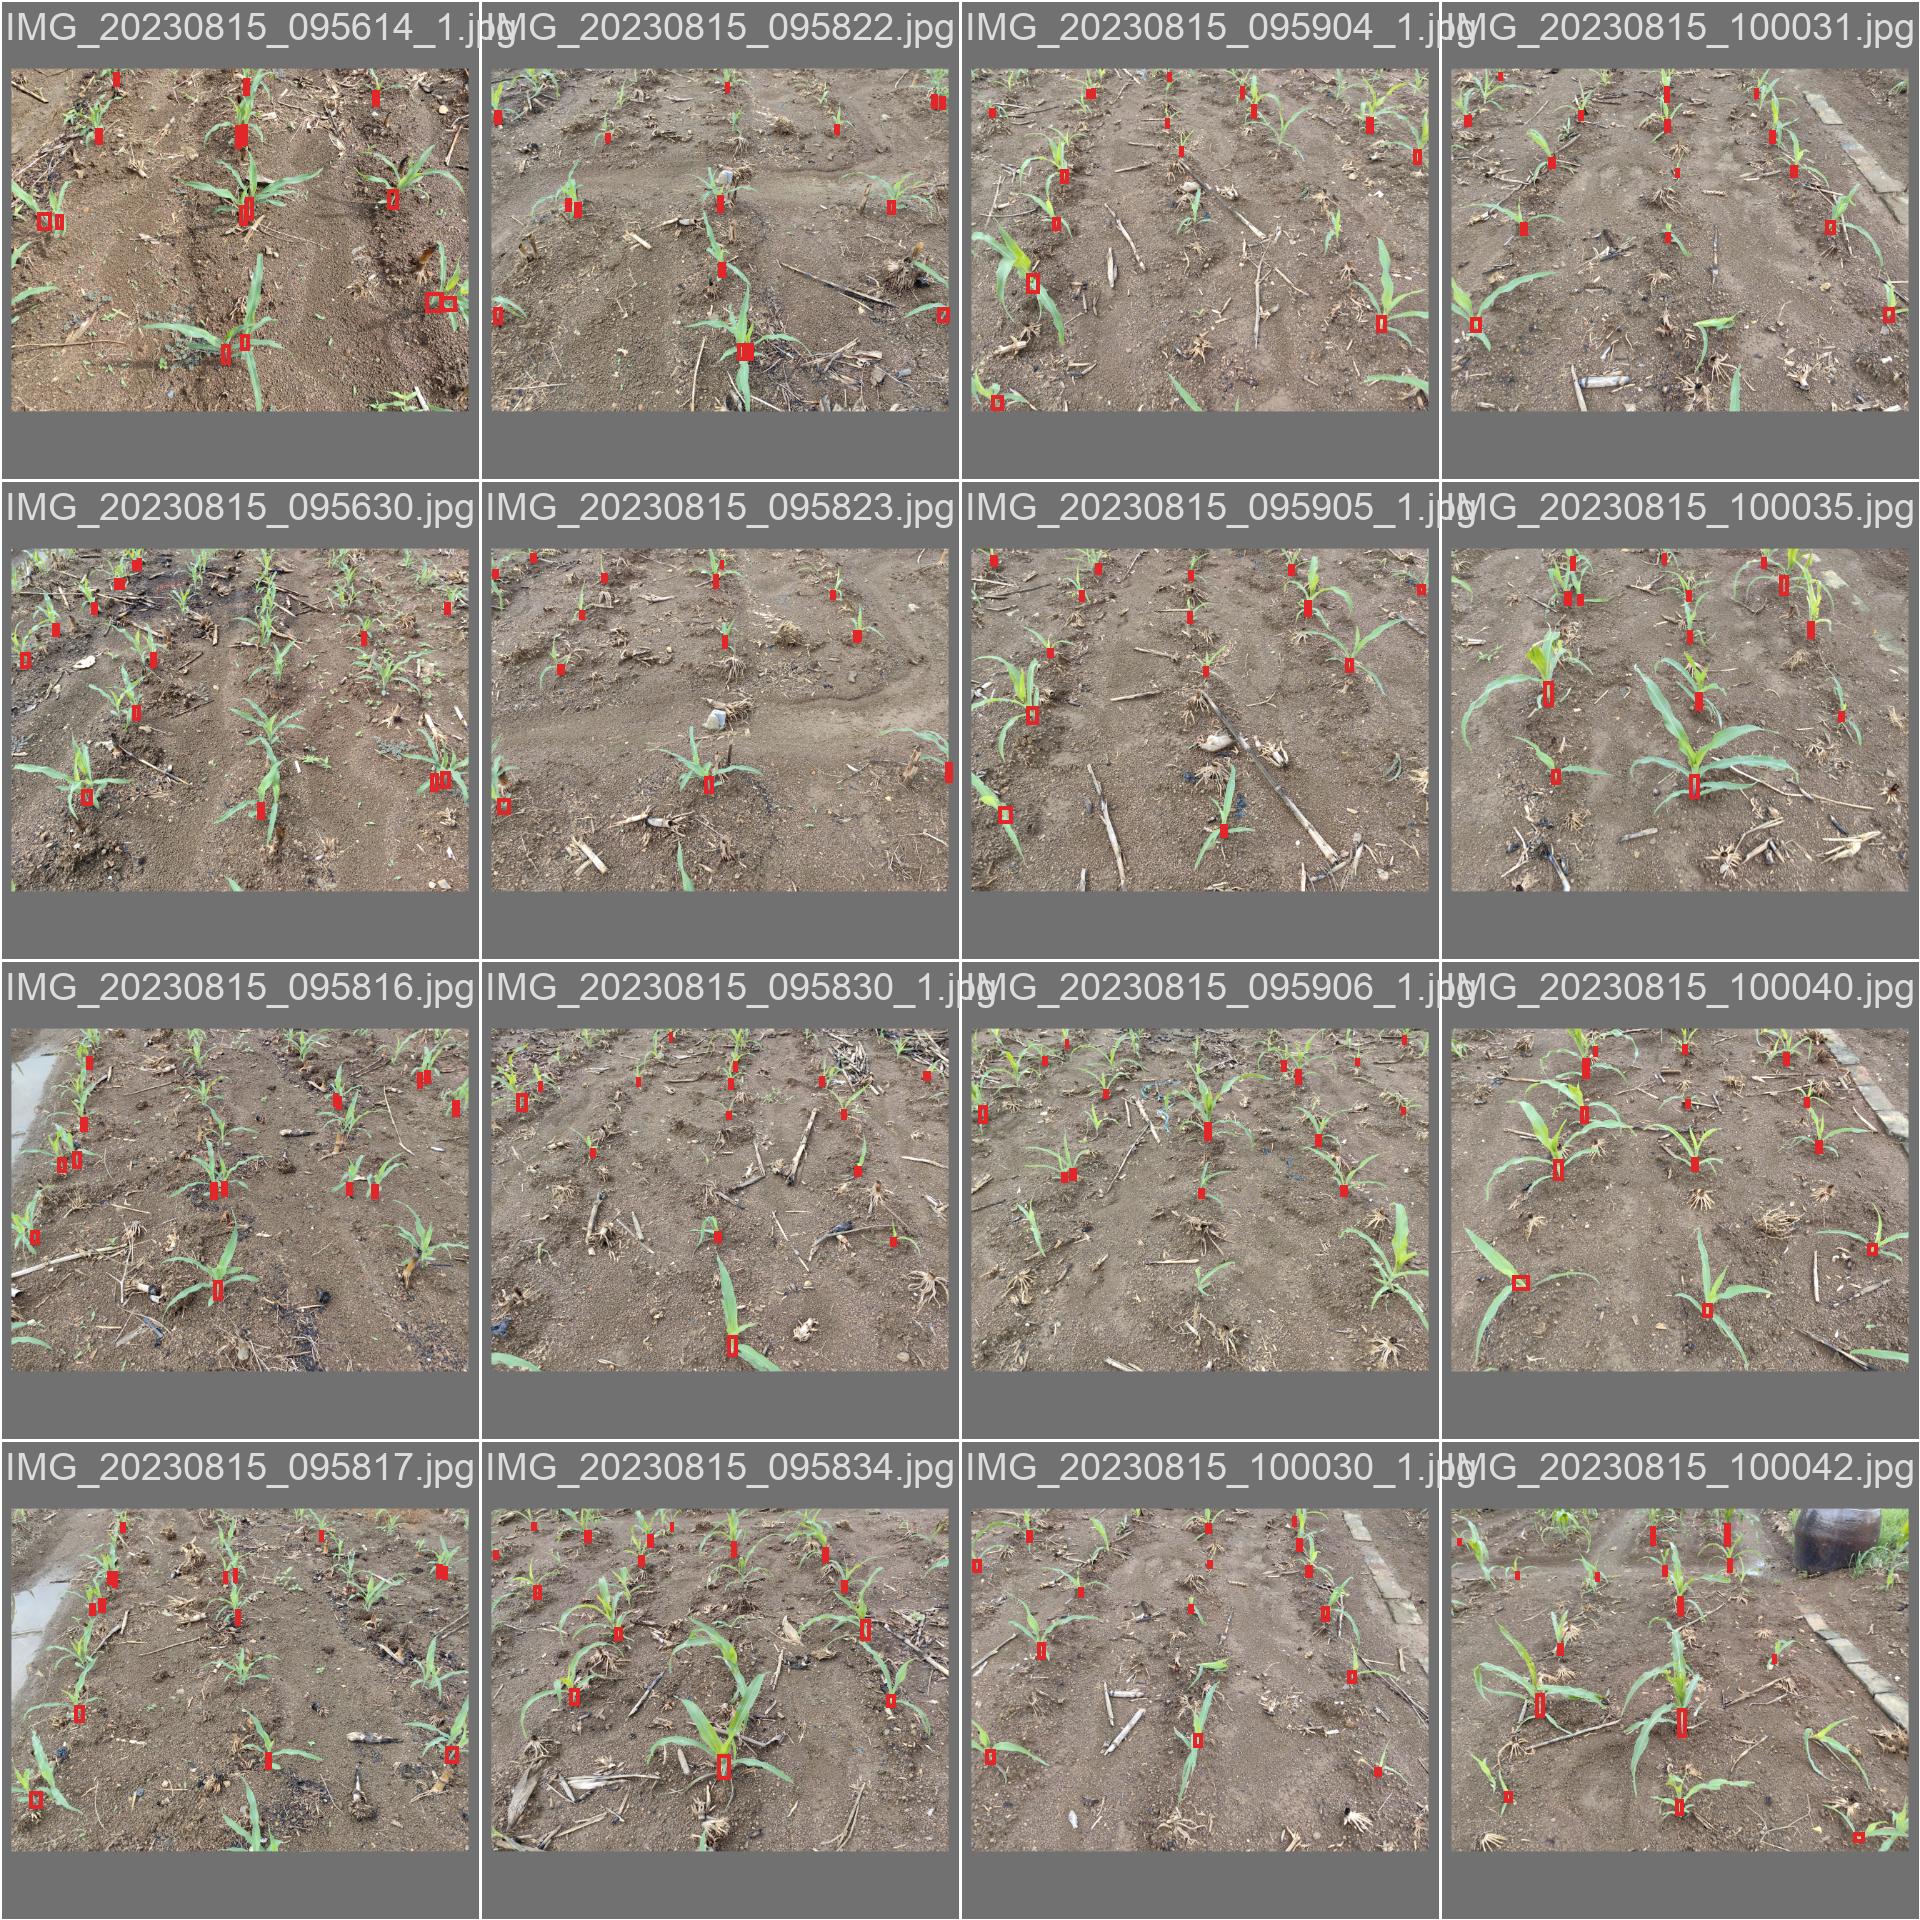 IMG_20230815_095614_1.jpg
IMG_20230815_095822.jpg
IMG_20230815_095904_1.jpg
IMG_20230815_100031.jpg
IMG_20230815_095630.jpg
IMG_20230815_095823.jpg
IMG_20230815_095905_1.jpg
IMG_20230815_100035.jpg
IMG_20230815_095816.jpg
IMG_20230815_095830_1.jpg
IMG_20230815_095906_1.jpg
IMG_20230815_100040.jpg
IMG_20230815_095817.jpg
IMG_20230815_095834.jpg
IMG_20230815_100030_1.jpg
IMG_20230815_100042.jpg